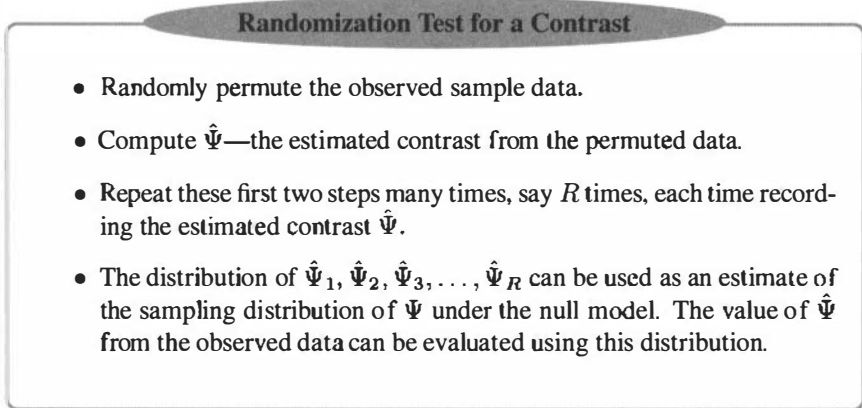 Randomization Test for a Contrast
• Randomly permute the observed sample data.
• Compute Ψ̂—the estimated contrast from the permuted data.
• Repeat these first two steps many times, say R times, each time record-
ing the estimated contrast Ψ̂.
• The distribution of Ψ̂₁, Ψ̂₂, Ψ̂₃, . . . , Ψ̂_R can be used as an estimate of
the sampling distribution of Ψ under the null model. The value of Ψ̂
from the observed data can be evaluated using this distribution.